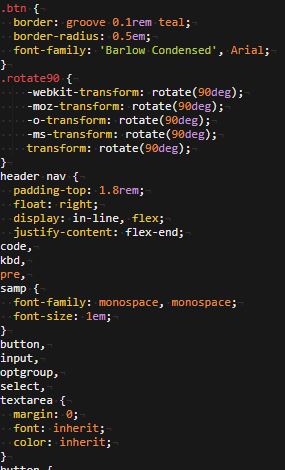 .btn {
border: groove 0.1rem teal;
border-radius: 0.5em;
font-family: 'Barlow Condensed', Arial;
}
.rotate90 {
-webkit-transform: rotate(90deg);
-moz-transform: rotate(90deg);
-o-transform: rotate(90deg);
-ms-transform: rotate(90deg);
transform: rotate(90deg);
}
header nav {
padding-top: 1.8rem;
float: right;
display: in-line, flex;
justify-content: flex-end;
code,
kbd,
pre,
samp {
font-family: monospace, monospace;
font-size: 1em;
}
button,
input,
optgroup,
select,
textarea {
margin: 0;
font: inherit;
color: inherit;
}
button {